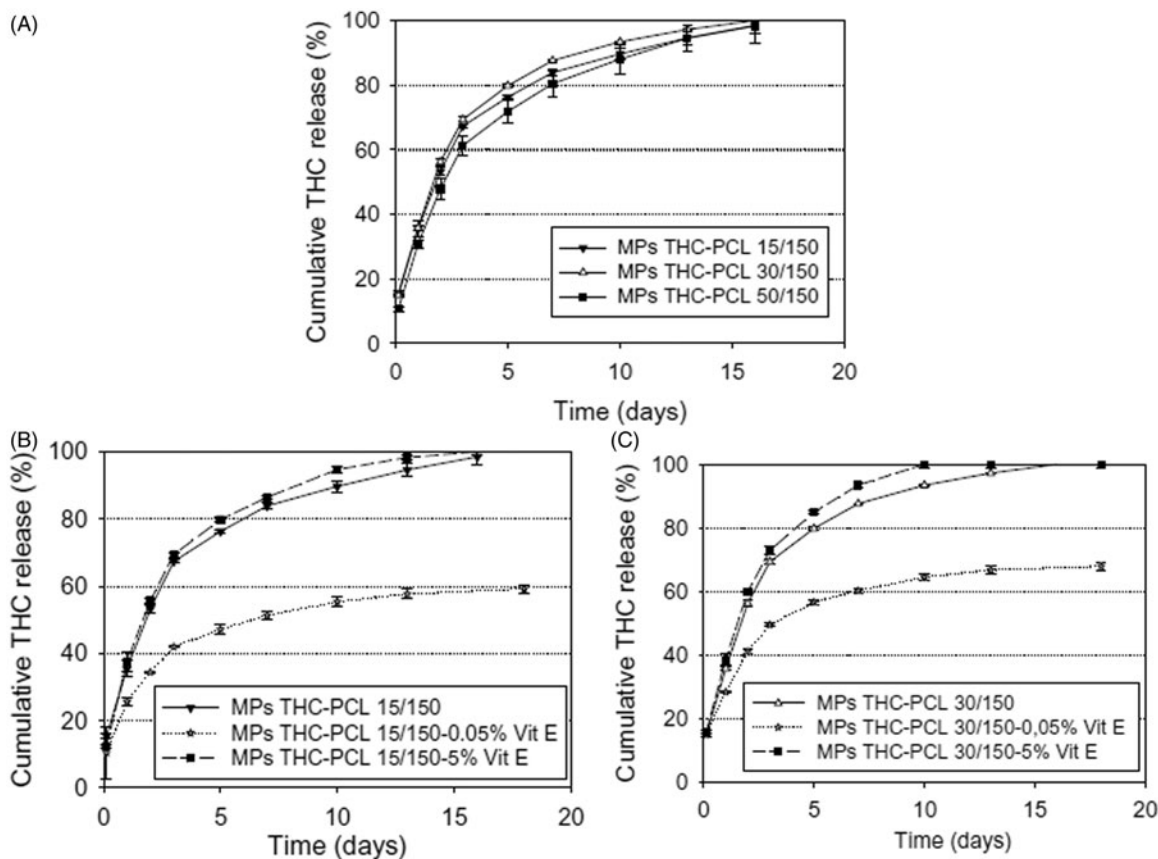 (A)
Cumulative THC release (%)
100
80
60
40
20
0
MPs THC-PCL 15/150
MPs THC-PCL 30/150
MPs THC-PCL 50/150
0 5 10 15 20
Time (days)
(B)
Cumulative THC release (%)
100
80
60
40
20
0
MPs THC-PCL 15/150
MPs THC-PCL 15/150-0.05% Vit E
MPs THC-PCL 15/150-5% Vit E
0 5 10 15 20
Time (days)
(C)
Cumulative THC release (%)
100
80
60
40
20
0
MPs THC-PCL 30/150
MPs THC-PCL 30/150-0,05% Vit E
MPs THC-PCL 30/150-5% Vit E
0 5 10 15 20
Time (days)